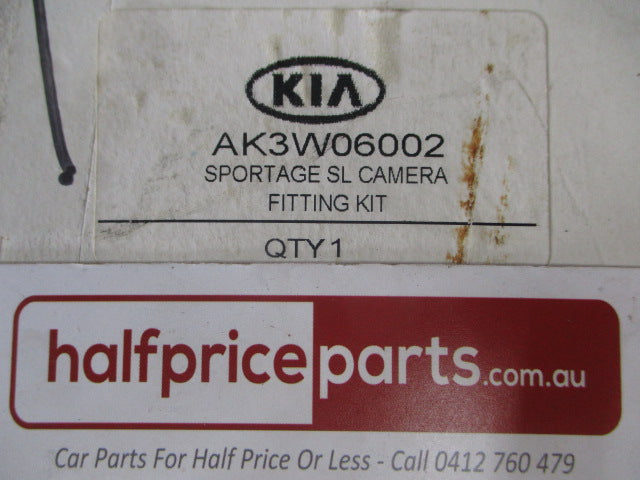 KIA
AK3W06002
SPORTAGE SL CAMERA
FITTING KIT
QTY 1
halfpriceparts.com.au
Car Parts For Half Price Or Less - Call 0412 760 479